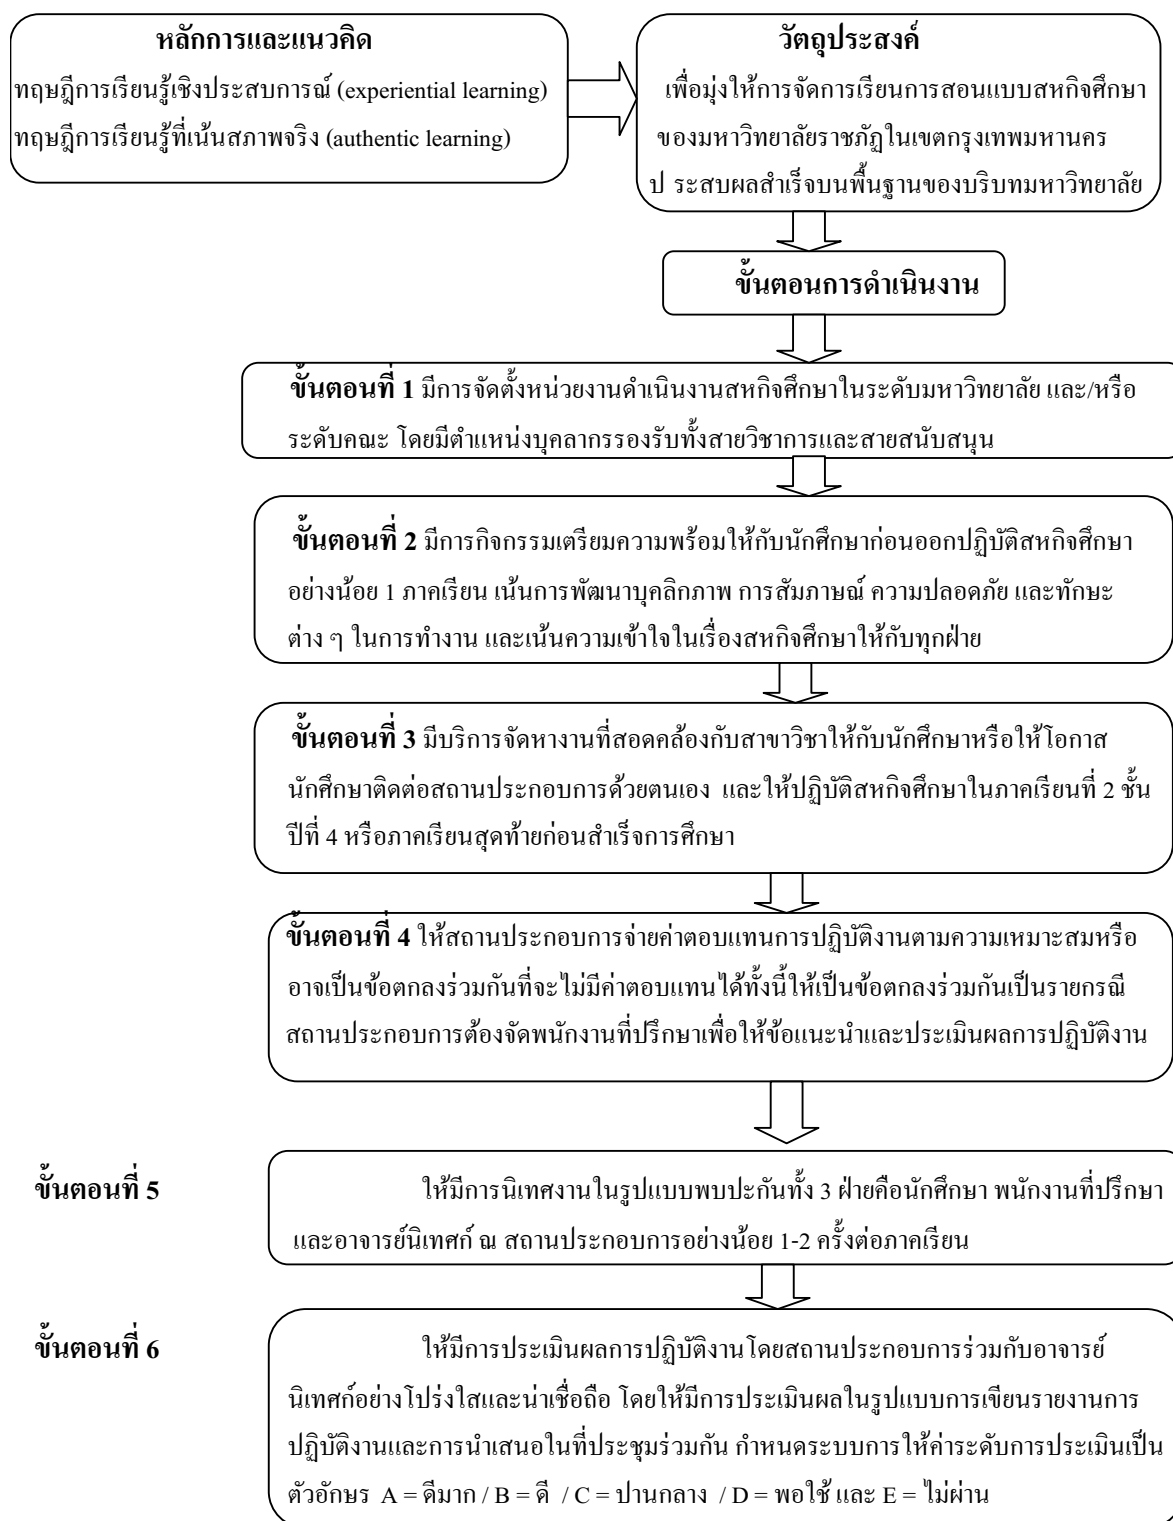 หลักการและแนวคิด
ทฤษฎีการเรียนรู้เชิงประสบการณ์ (experiential learning)
ทฤษฎีการเรียนรู้ที่เน้นสภาพจริง (authentic learning)
วัตถุประสงค์
เพื่อมุ่งให้การจัดการเรียนการสอนแบบสหกิจศึกษา
ของมหาวิทยาลัยราชภัฏในเขตกรุงเทพมหานคร
ป ระสบผลสำเร็จบนพื้นฐานของบริบทมหาวิทยาลัย
ขั้นตอนการดำเนินงาน
ขั้นตอนที่ 1 มีการจัดตั้งหน่วยงานดำเนินงานสหกิจศึกษาในระดับมหาวิทยาลัย และ/หรือ
ระดับคณะ โดยมีตำแหน่งบุคลากรรองรับทั้งสายวิชาการและสายสนับสนุน
ขั้นตอนที่ 2 มีการกิจกรรมเตรียมความพร้อมให้กับนักศึกษาก่อนออกปฏิบัติสหกิจศึกษา
อย่างน้อย 1 ภาคเรียน เน้นการพัฒนาบุคลิกภาพ การสัมภาษณ์ ความปลอดภัย และทักษะ
ต่าง ๆ ในการทำงาน และเน้นความเข้าใจในเรื่องสหกิจศึกษาให้กับทุกฝ่าย
ขั้นตอนที่ 3 มีบริการจัดหางานที่สอดคล้องกับสาขาวิชาให้กับนักศึกษาหรือให้โอกาส
นักศึกษาติดต่อสถานประกอบการด้วยตนเอง และให้ปฏิบัติสหกิจศึกษาในภาคเรียนที่ 2 ชั้น
ปีที่ 4 หรือภาคเรียนสุดท้ายก่อนสำเร็จการศึกษา
ขั้นตอนที่ 4 ให้สถานประกอบการจ่ายค่าตอบแทนการปฏิบัติงานตามความเหมาะสมหรือ
อาจเป็นข้อตกลงร่วมกันที่จะไม่มีค่าตอบแทนได้ทั้งนี้ให้เป็นข้อตกลงร่วมกันเป็นรายกรณี
สถานประกอบการต้องจัดพนักงานที่ปรึกษาเพื่อให้ข้อแนะนำและประเมินผลการปฏิบัติงาน
ขั้นตอนที่ 5 ให้มีการนิเทศงานในรูปแบบพบปะกันทั้ง 3 ฝ่ายคือนักศึกษา พนักงานที่ปรึกษา
และอาจารย์นิเทศก์ ณ สถานประกอบการอย่างน้อย 1-2 ครั้งต่อภาคเรียน
ขั้นตอนที่ 6 ให้มีการประเมินผลการปฏิบัติงานโดยสถานประกอบการร่วมกับอาจารย์
นิเทศก์อย่างโปร่งใสและน่าเชื่อถือ โดยให้มีการประเมินผลในรูปแบบการเขียนรายงานการ
ปฏิบัติงานและการนำเสนอในที่ประชุมร่วมกัน กำหนดระบบการให้ค่าระดับการประเมินเป็น
ตัวอักษร A = ดีมาก / B = ดี / C = ปานกลาง / D = พอใช้ และ E = ไม่ผ่าน